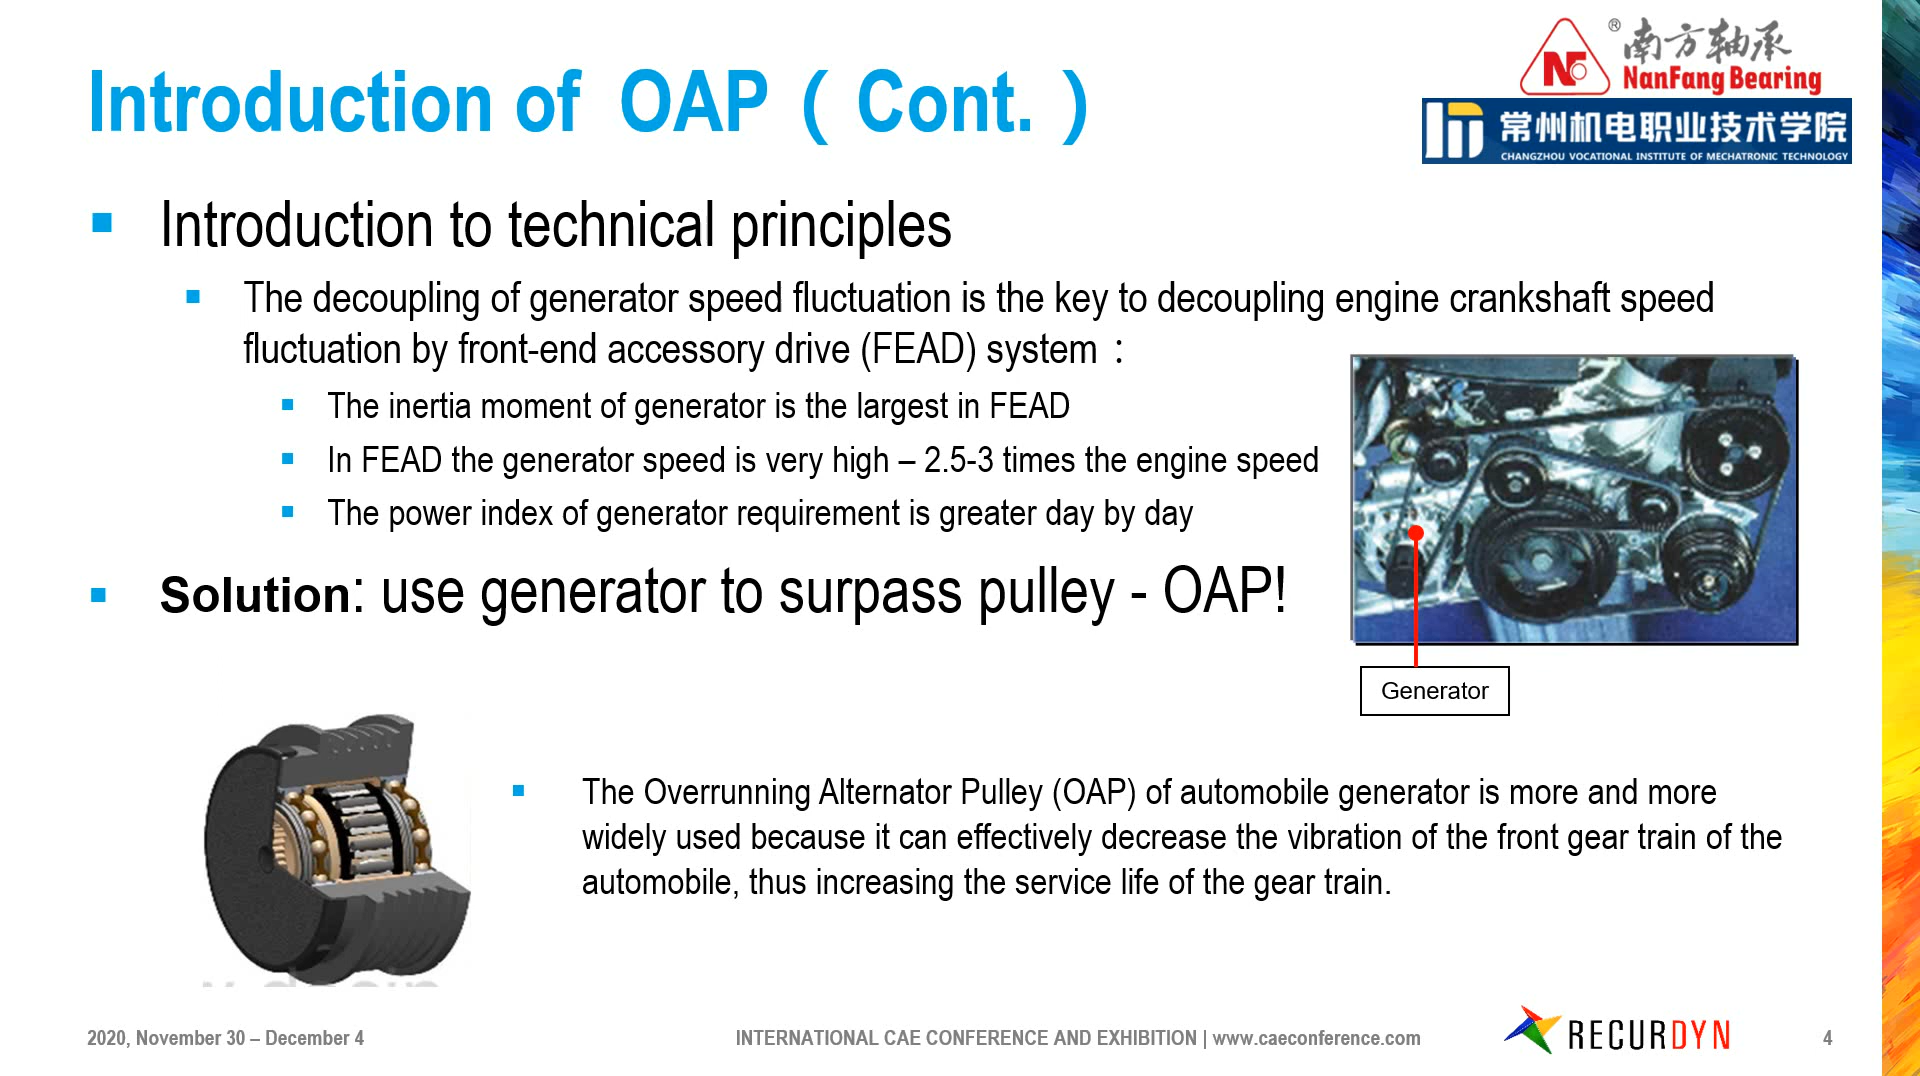 Introduction of OAP（Cont.）
® 南方轴承
NF
NanFang Bearing
常州机电职业技术学院
CHANGZHOU VOCATIONAL INSTITUTE OF MECHATRONIC TECHNOLOGY
Introduction to technical principles
The decoupling of generator speed fluctuation is the key to decoupling engine crankshaft speed
fluctuation by front-end accessory drive (FEAD) system：
The inertia moment of generator is the largest in FEAD
In FEAD the generator speed is very high – 2.5-3 times the engine speed
The power index of generator requirement is greater day by day
Solution: use generator to surpass pulley - OAP!
Generator
The Overrunning Alternator Pulley (OAP) of automobile generator is more and more
widely used because it can effectively decrease the vibration of the front gear train of the
automobile, thus increasing the service life of the gear train.
2020, November 30 – December 4
INTERNATIONAL CAE CONFERENCE AND EXHIBITION | www.caeconference.com
RECURDYN
4